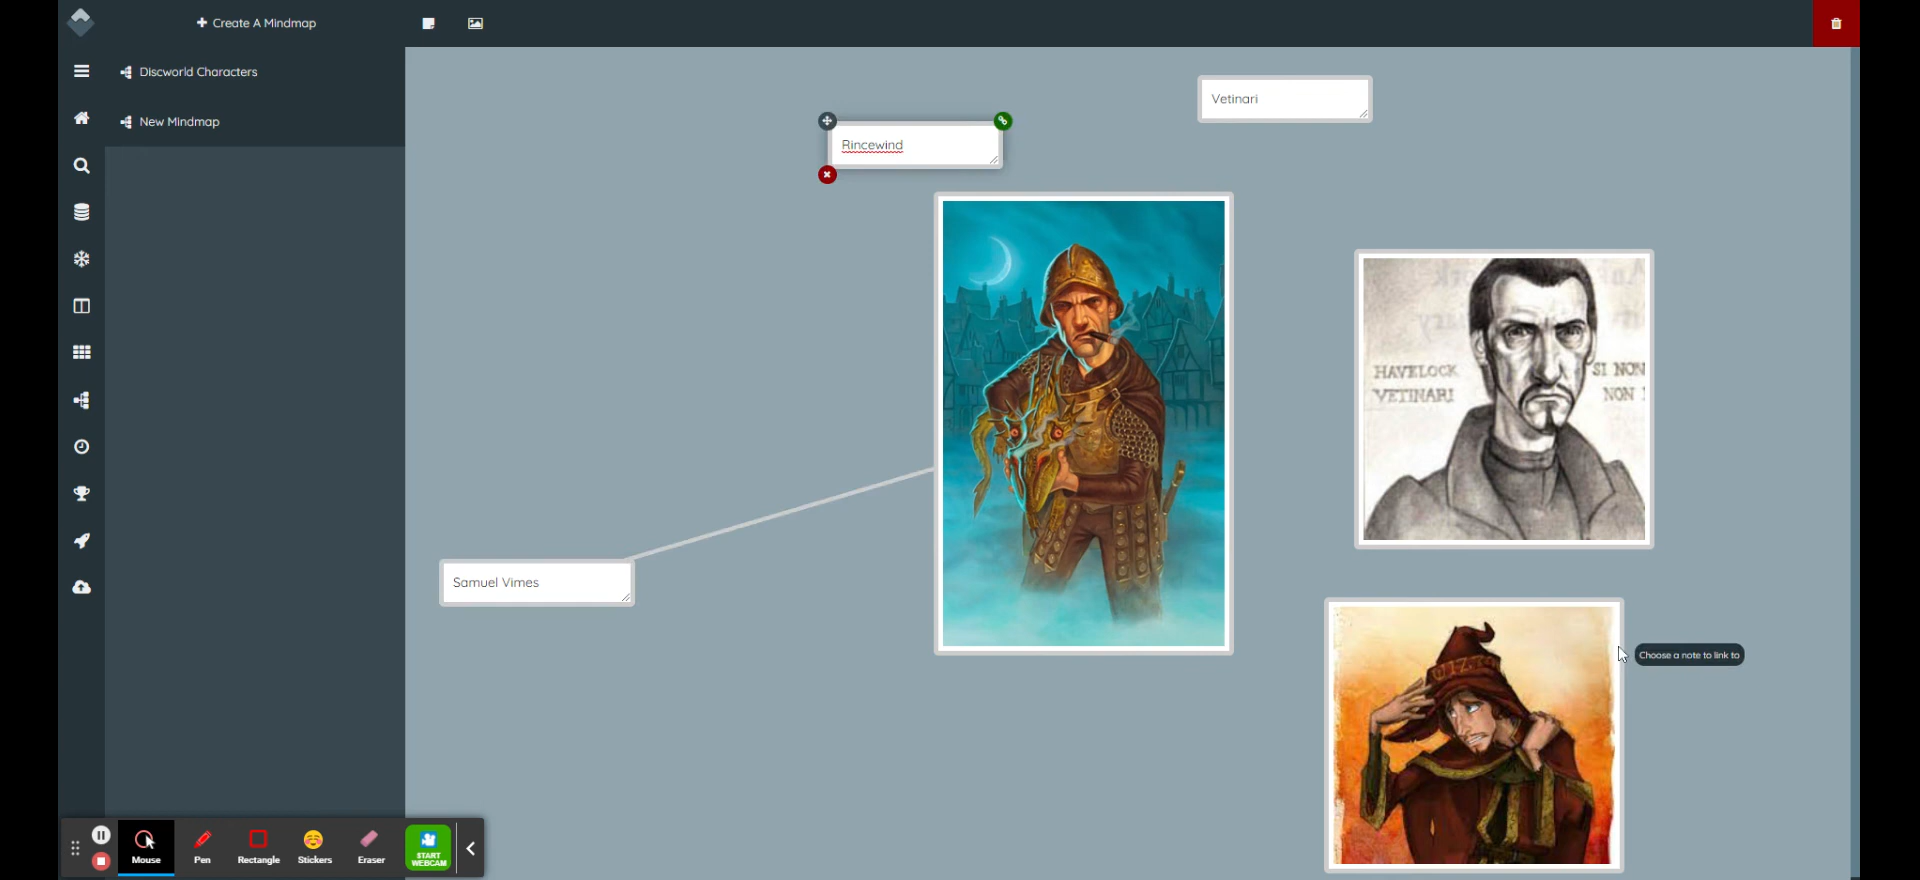 Create A Mindmap
Discworld Characters
New Mindmap
Vetinari
Rincewind
HAVELOCK
VETINARI
SI NON
NON
Samuel Vimes
Choose a note to link to
Mouse
Pen
Rectangle
Stickers
Eraser
START
WEBCAM